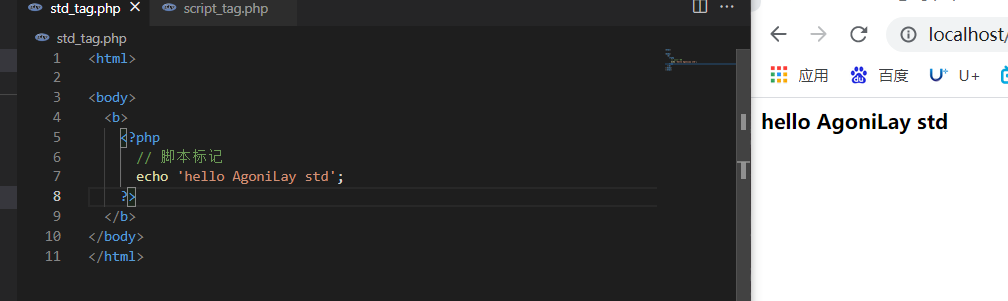 std_tag.php
script_tag.php
std_tag.php
1 <html>
2
3 <body>
4 <b>
5 <?php
6 // 脚本标记
7 echo 'hello AgoniLay std';
8 ?>
9 </b>
10 </body>
11 </html>
localhost/
应用 百度 U+
hello AgoniLay std